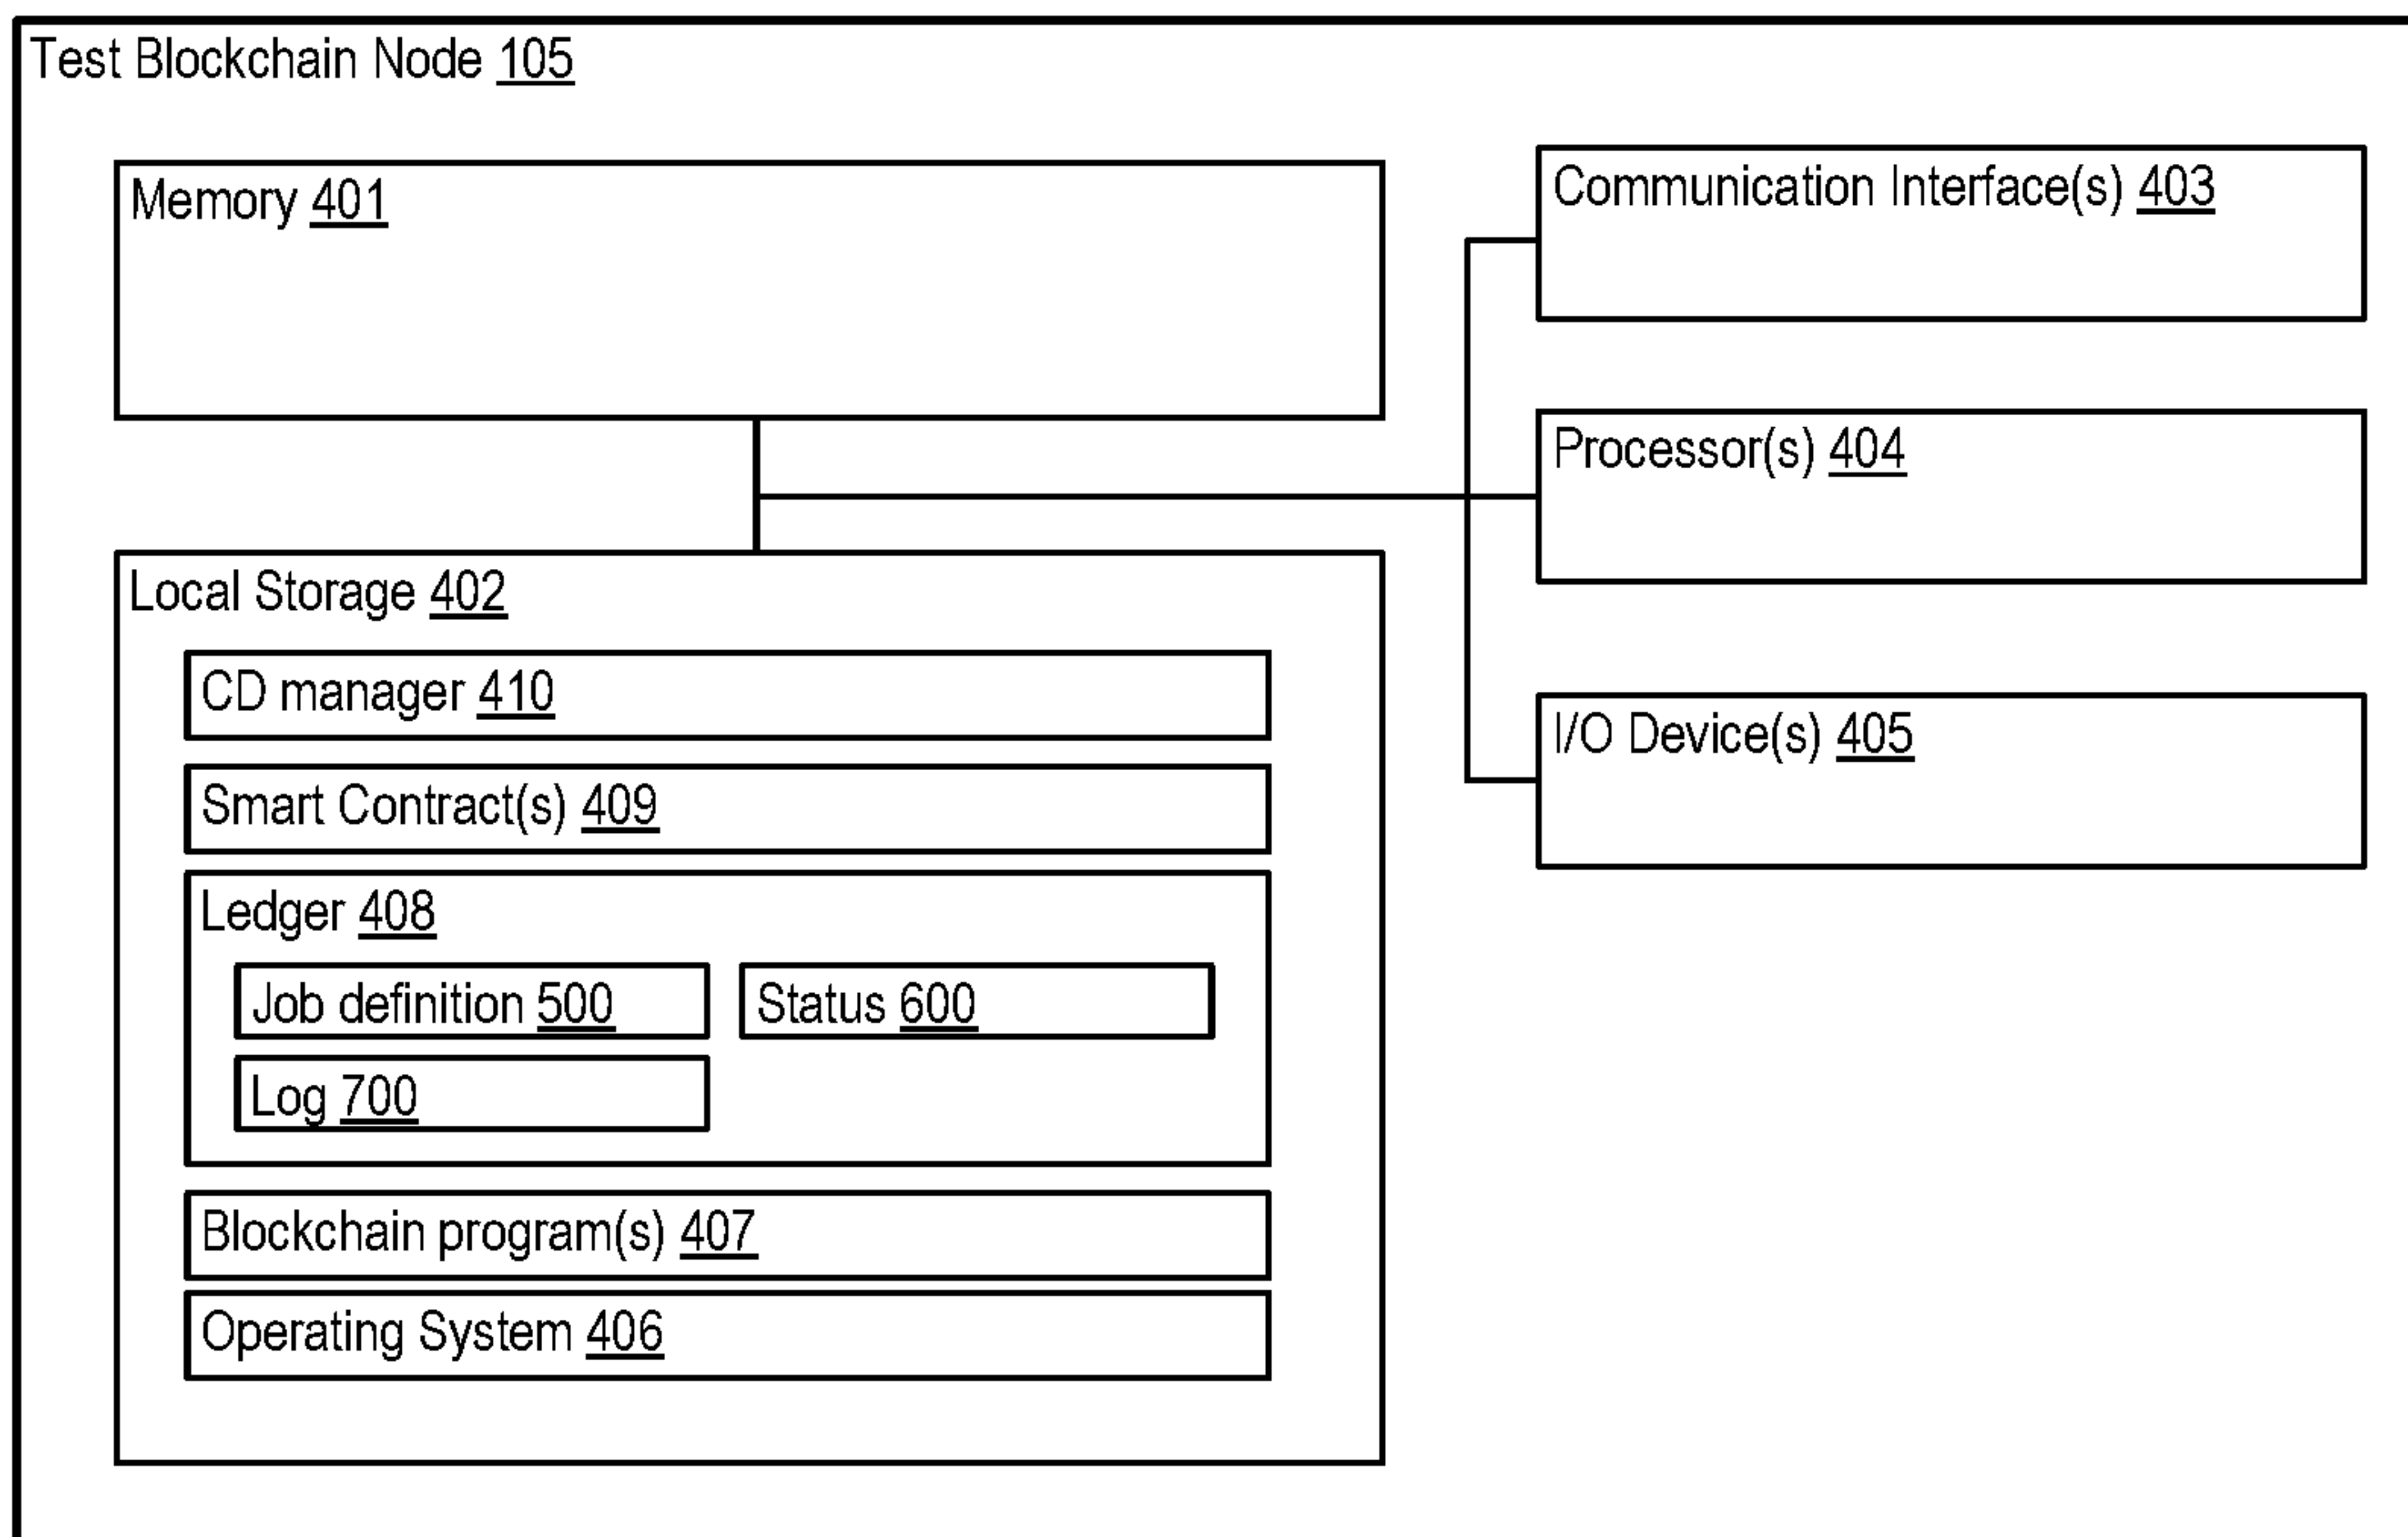 Test Blockchain Node 105
Memory 401
Communication Interface(s) 403
Processor(s) 404
I/O Device(s) 405
Local Storage 402
CD manager 410
Smart Contract(s) 409
Ledger 408
Job definition 500
Status 600
Log 700
Blockchain program(s) 407
Operating System 406